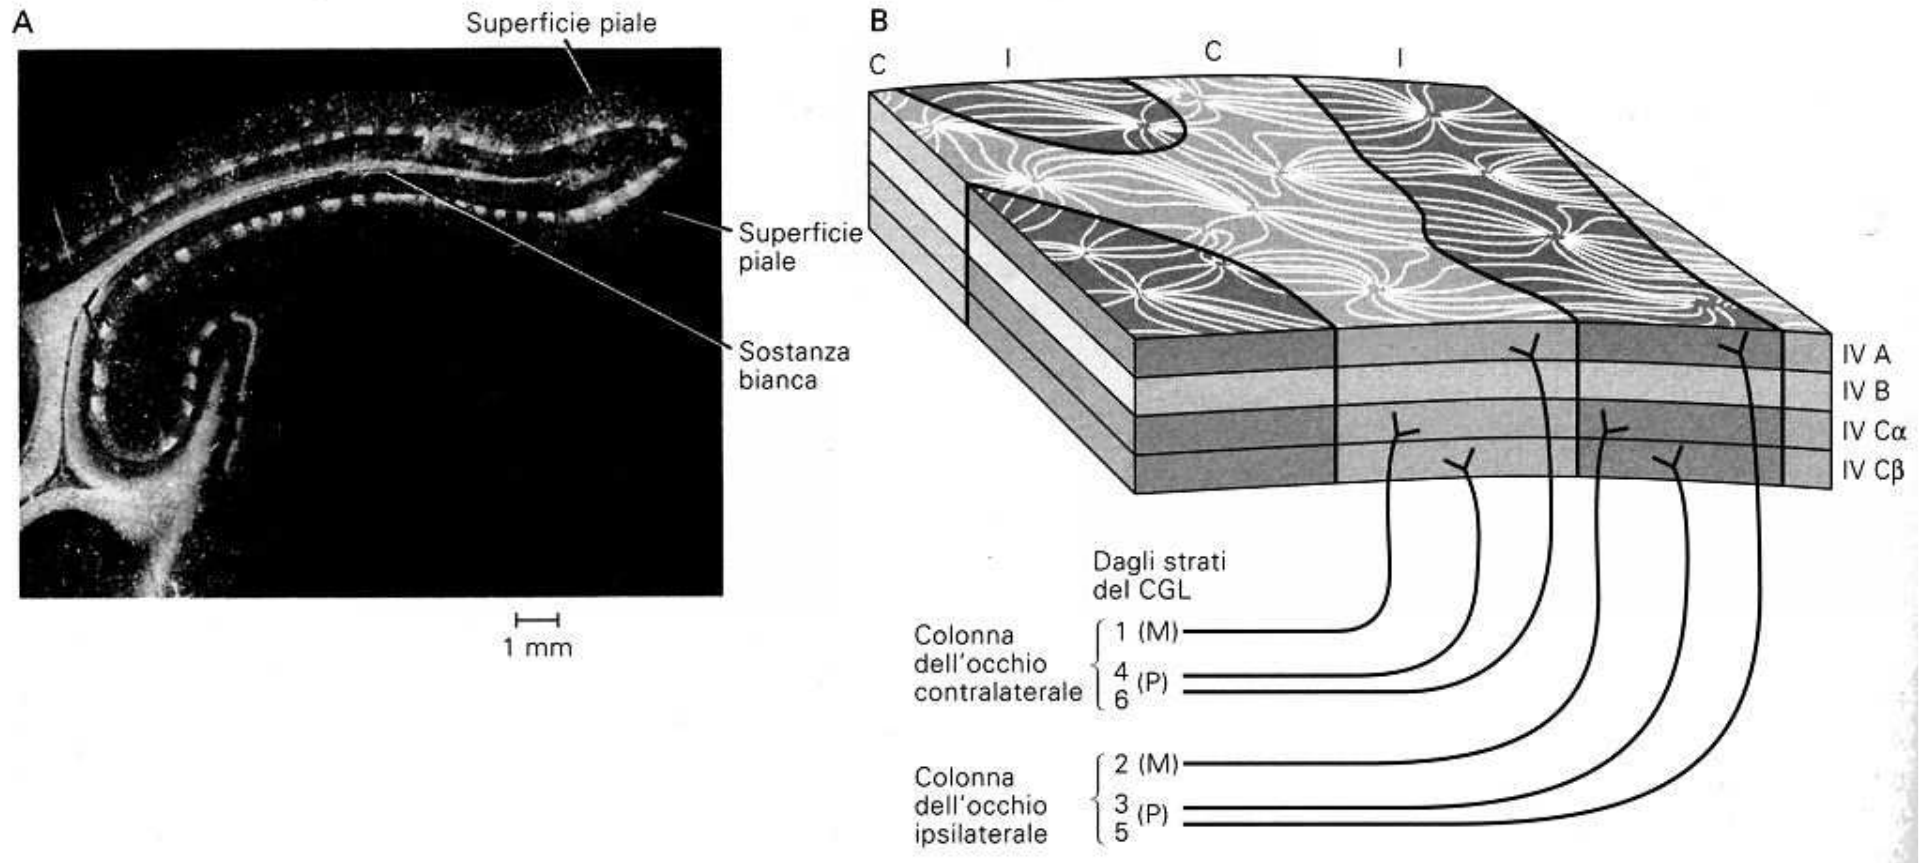 A
Superficie piale
Superficie
piale
Sostanza
bianca
1 mm
B
C
I
C
I
IV A
IV B
IV Cα
IV Cβ
Dagli strati
del CGL
Colonna
dell'occhio
contralaterale
1 (M)
4
6
(P)
Colonna
dell'occhio
ipsilaterale
2 (M)
3
5
(P)